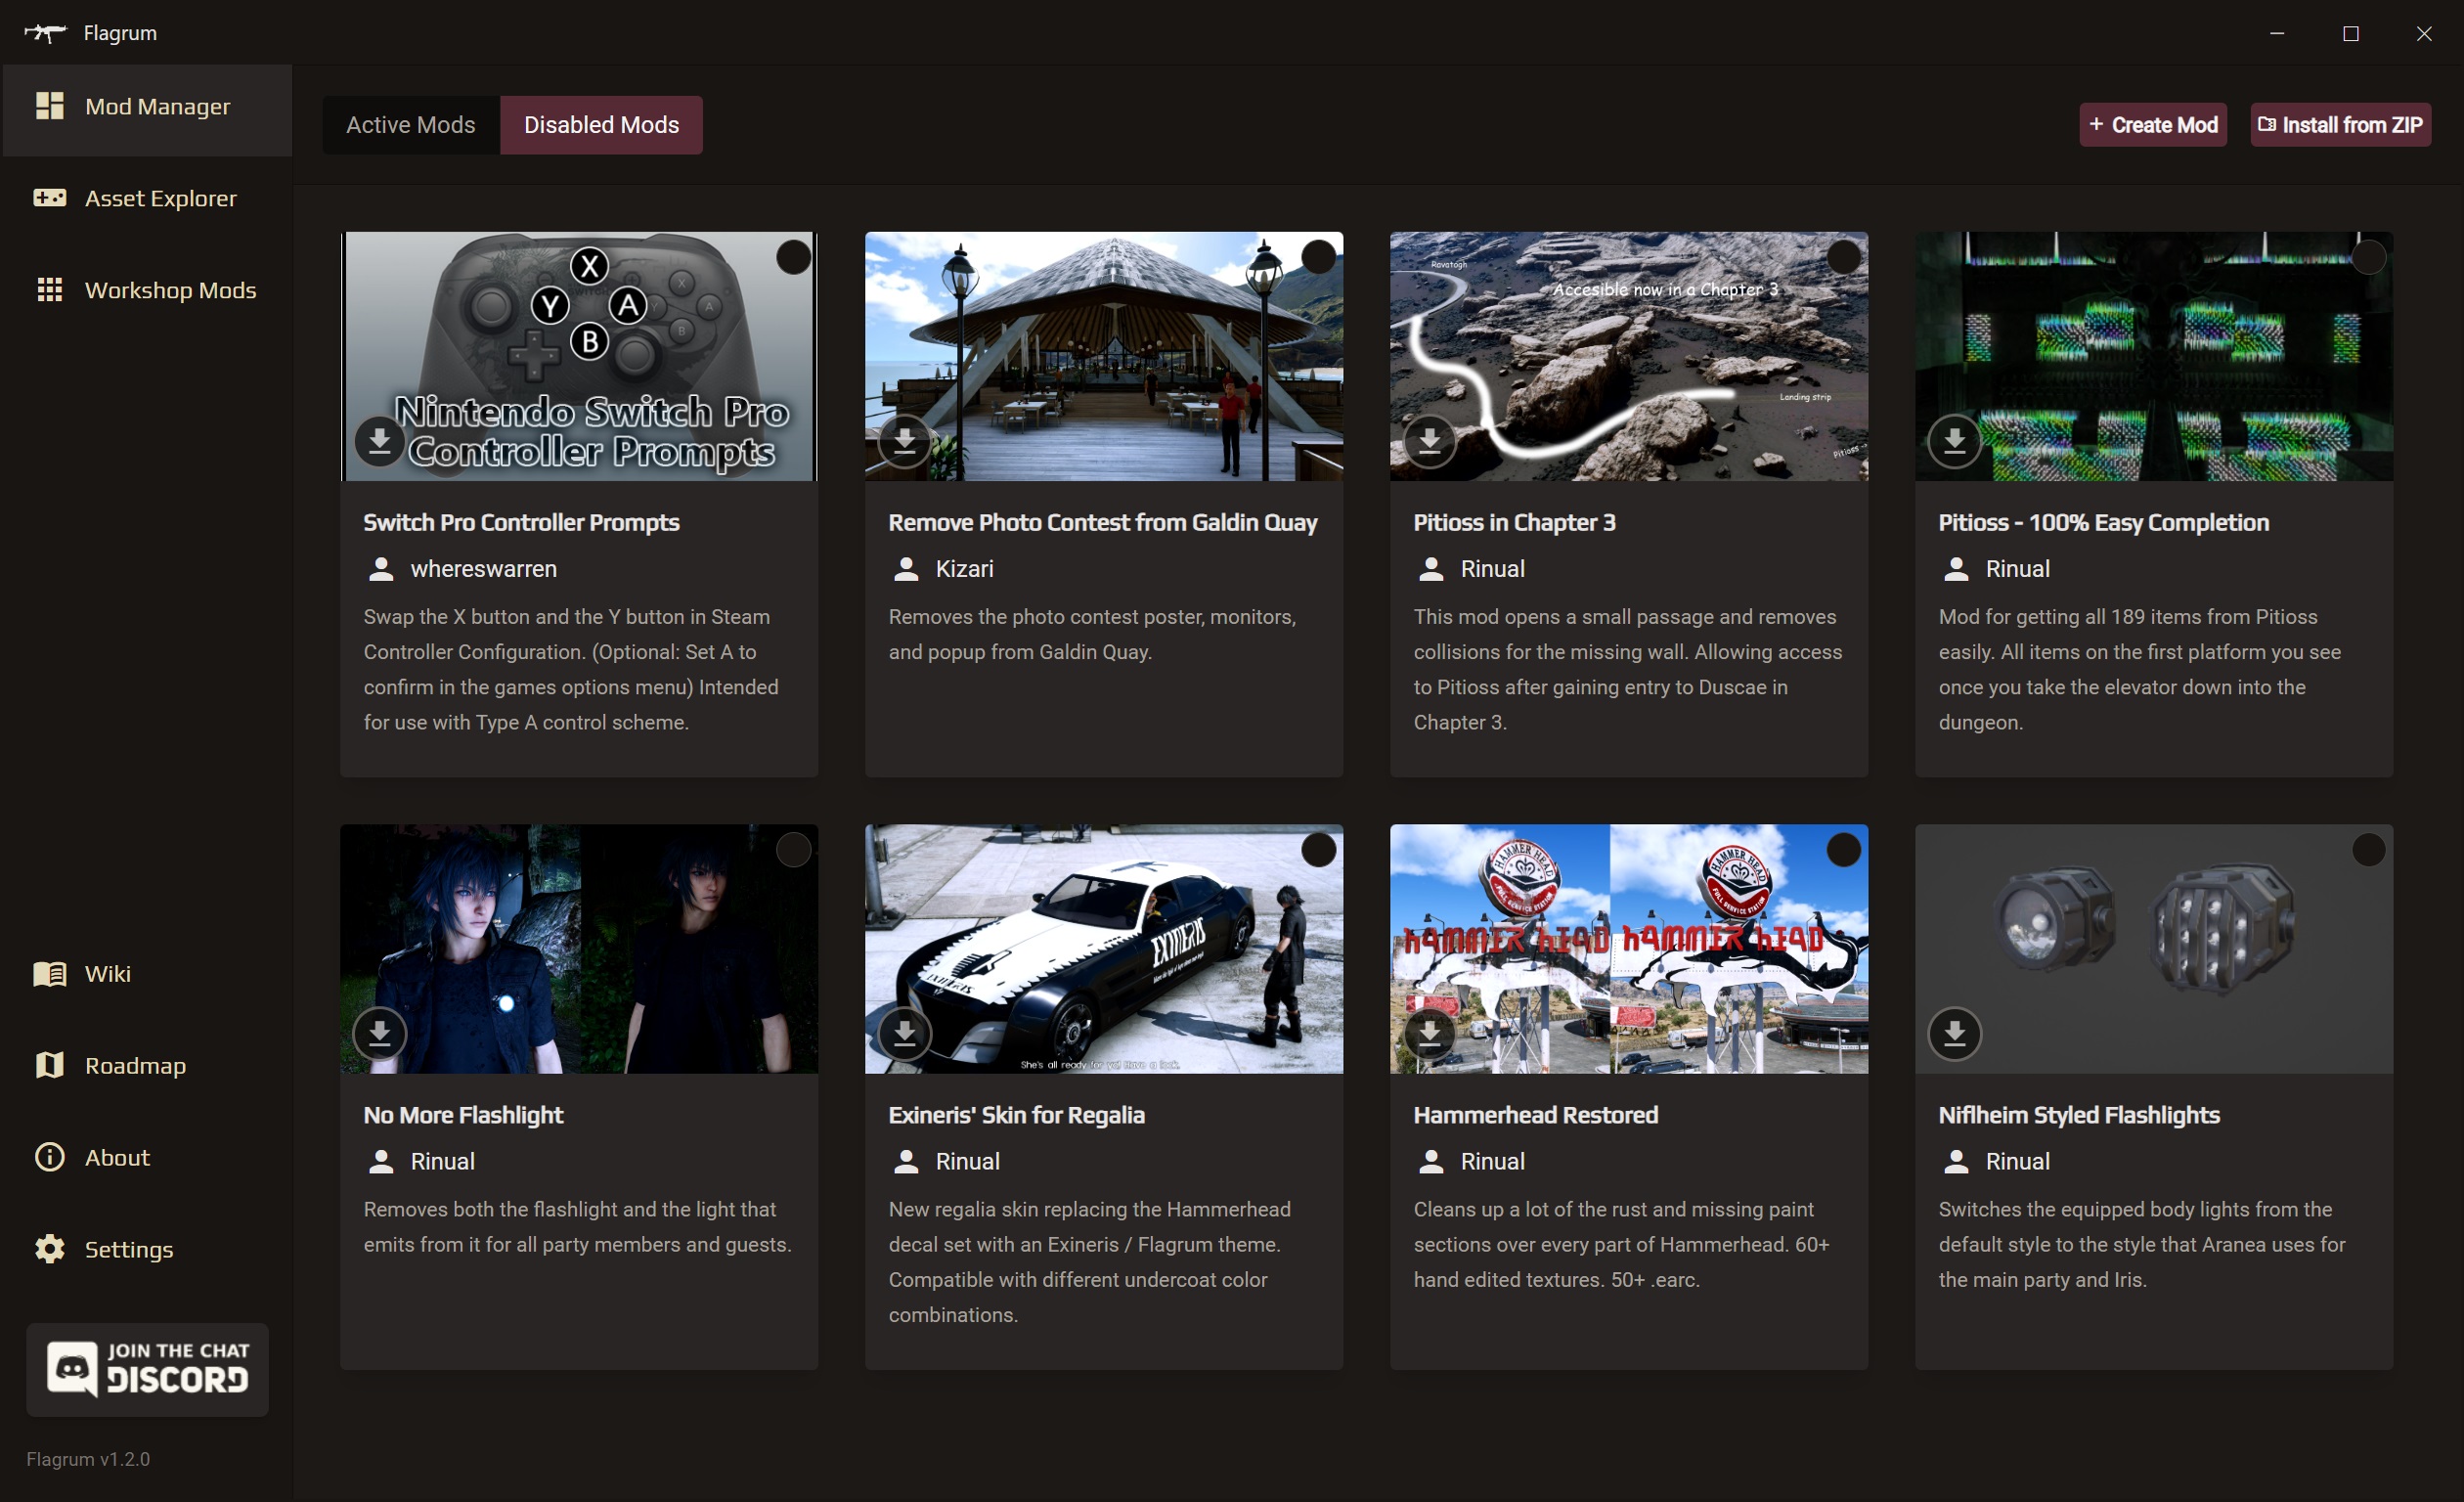 Flagrum
Mod Manager
Asset Explorer
Workshop Mods
Wiki
Roadmap
About
Settings
JOIN THE CHAT
DISCORD
Flagrum v1.2.0
Active Mods
Disabled Mods
+ Create Mod
Install from ZIP
X
Y A
B
Nintendo Switch Pro
Controller Prompts
Switch Pro Controller Prompts
whereswarren
Swap the X button and the Y button in Steam
Controller Configuration. (Optional: Set A to
confirm in the games options menu) Intended
for use with Type A control scheme.
Remove Photo Contest from Galdin Quay
Kizari
Removes the photo contest poster, monitors,
and popup from Galdin Quay.
Ravatogh
Accesible now in a Chapter 3
Landing strip
Pitioss
Pitioss in Chapter 3
Rinual
This mod opens a small passage and removes
collisions for the missing wall. Allowing access
to Pitioss after gaining entry to Duscae in
Chapter 3.
Pitioss - 100% Easy Completion
Rinual
Mod for getting all 189 items from Pitioss
easily. All items on the first platform you see
once you take the elevator down into the
dungeon.
No More Flashlight
Rinual
Removes both the flashlight and the light that
emits from it for all party members and guests.
EXINERIS
EXINERIS
She's all ready for ya! Have a look.
Exineris' Skin for Regalia
Rinual
New regalia skin replacing the Hammerhead
decal set with an Exineris / Flagrum theme.
Compatible with different undercoat color
combinations.
HAMMER HEAD
FULL SERVICE STATION
HAMMER HEAD
HAMMER HEAD
FULL SERVICE STATION
HAMMER HEAD
Hammerhead Restored
Rinual
Cleans up a lot of the rust and missing paint
sections over every part of Hammerhead. 60+
hand edited textures. 50+ .earc.
Niflheim Styled Flashlights
Rinual
Switches the equipped body lights from the
default style to the style that Aranea uses for
the main party and Iris.